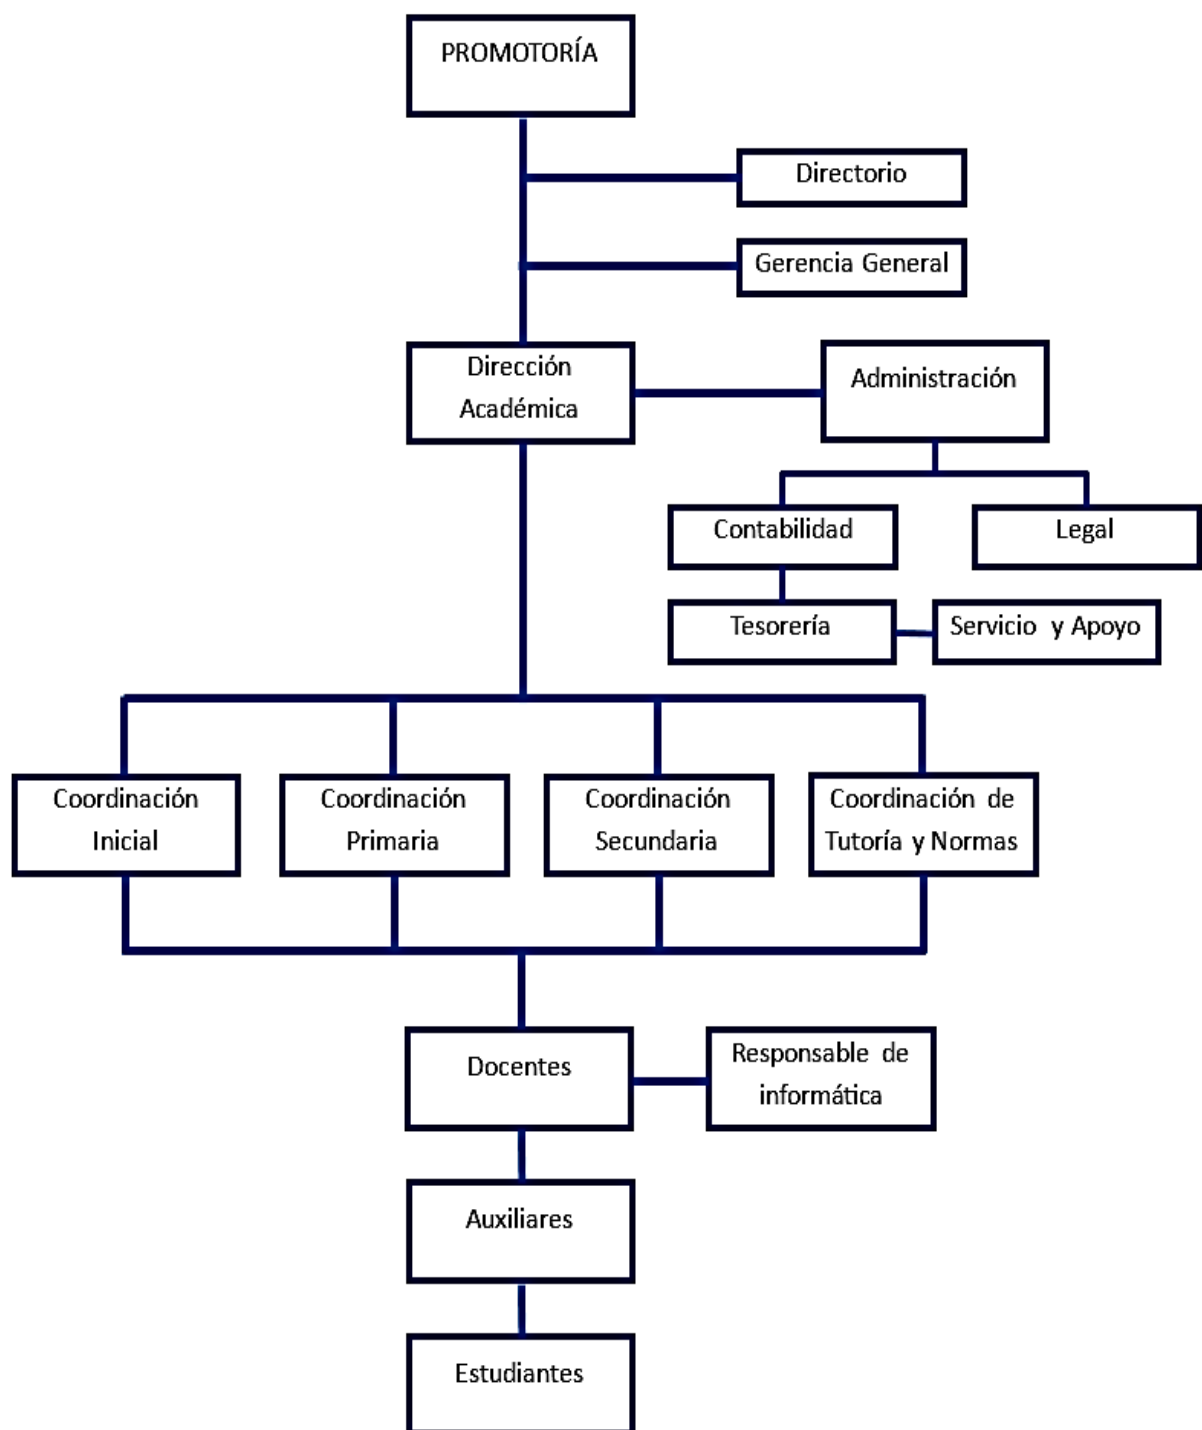 PROMOTORÍA
Directorio
Gerencia General
Dirección
Académica
Administración
Contabilidad
Legal
Tesorería
Servicio y Apoyo
Coordinación
Inicial
Coordinación
Primaria
Coordinación
Secundaria
Coordinación de
Tutoría y Normas
Docentes
Responsable de
informática
Auxiliares
Estudiantes